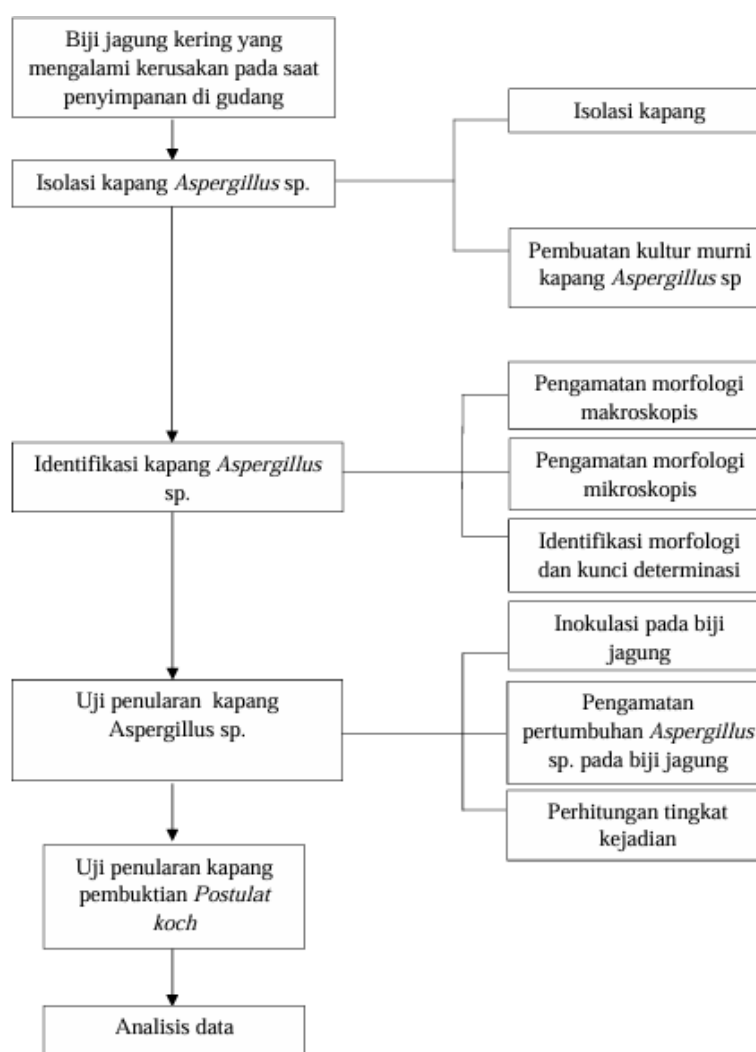 Biji jagung kering yang
mengalami kerusakan pada saat
penyimpanan di gudang
Isolasi kapang
Isolasi kapang Aspergillus sp.
Pembuatan kultur murni
kapang Aspergillus sp
Pengamatan morfologi
makroskopis
Identifikasi kapang Aspergillus
sp.
Pengamatan morfologi
mikroskopis
Identifikasi morfologi
dan kunci determinasi
Inokulasi pada biji
jagung
Uji penularan kapang
Aspergillus sp.
Pengamatan
pertumbuhan Aspergillus
sp. pada biji jagung
Perhitungan tingkat
kejadian
Uji penularan kapang
pembuktian Postulat
koch
Analisis data